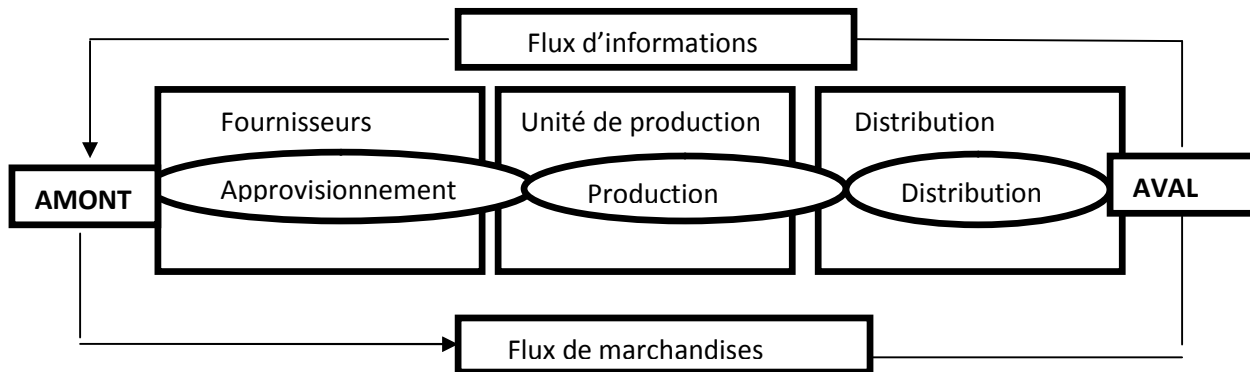 Flux d’informations
Fournisseurs
Unité de production
Distribution
AMONT
Approvisionnement
Production
Distribution
AVAL
Flux de marchandises